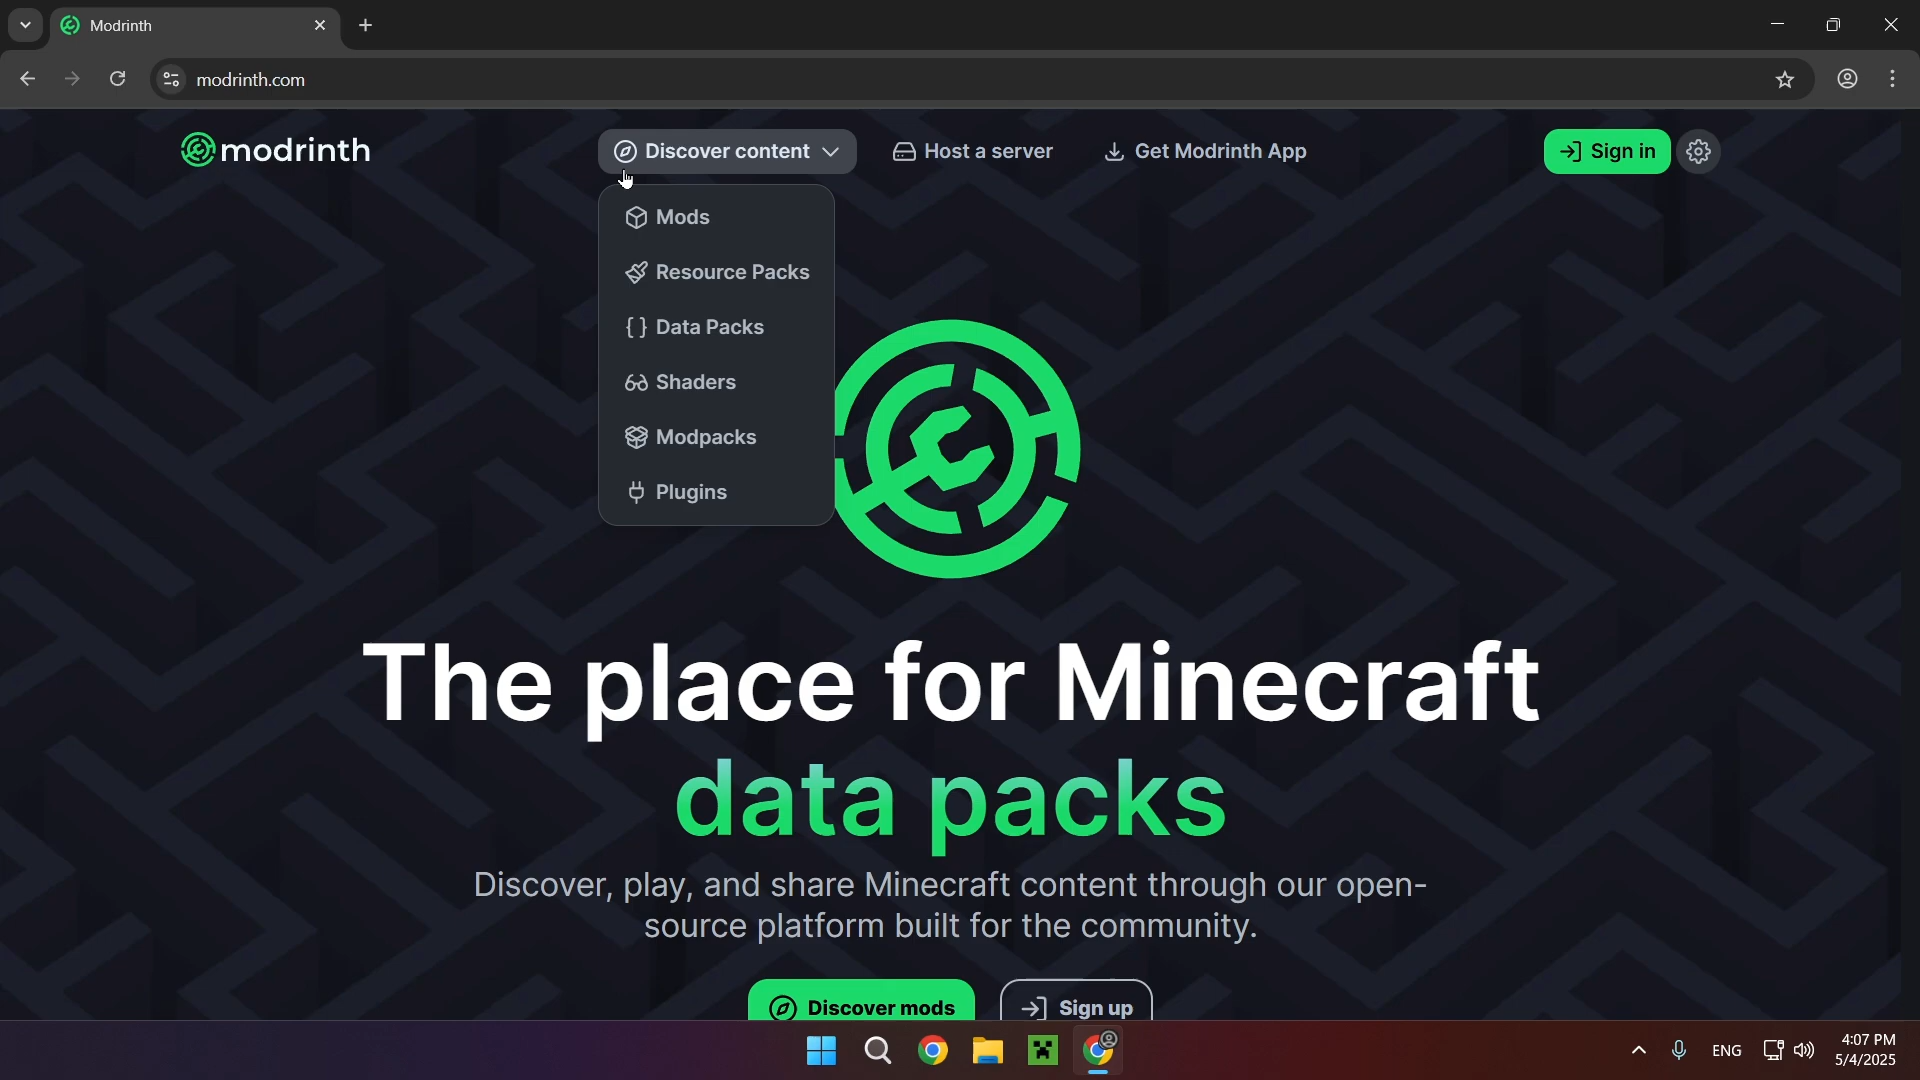 Modrinth
modrinth.com
modrinth
Discover content
Host a server
Get Modrinth App
Sign in
Mods
Resource Packs
Data Packs
Shaders
Modpacks
Plugins
The place for Minecraft
data packs
Discover, play, and share Minecraft content through our open-
source platform built for the community.
Discover mods
Sign up
ENG
4:07 PM
5/4/2025